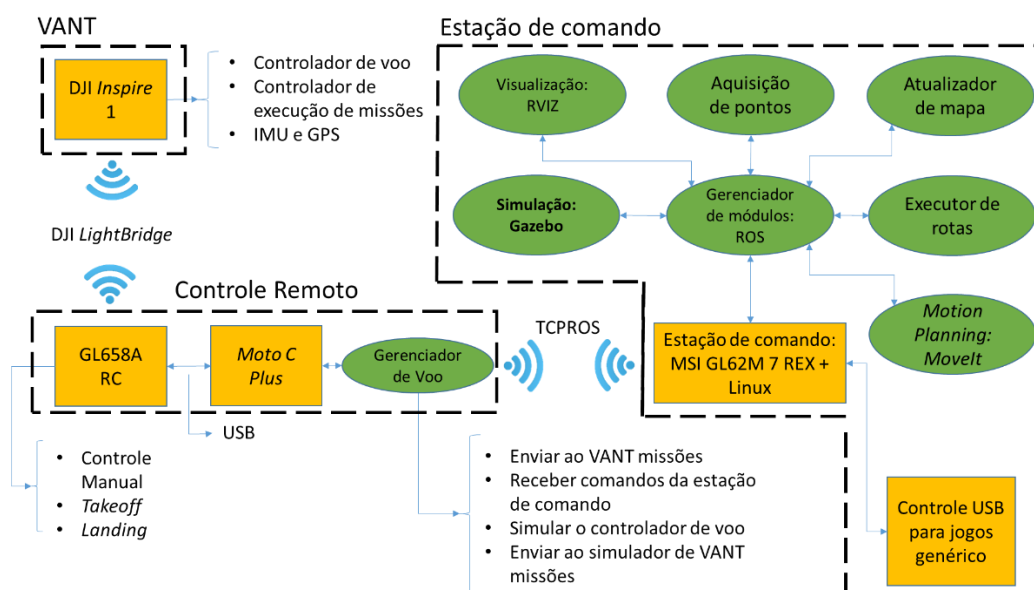 VANT
DJI Inspire
1
• Controlador de voo
• Controlador de
execução de missões
• IMU e GPS
DJI LightBridge
Controle Remoto
GL658A
RC
Moto C
Plus
Gerenciador
de Voo
USB
• Controle
Manual
• Takeoff
• Landing
TCPROS
• Enviar ao VANT missões
• Receber comandos da estação
de comando
• Simular o controlador de voo
• Enviar ao simulador de VANT
missões
Estação de comando
Visualização:
RVIZ
Aquisição
de pontos
Atualizador
de mapa
Simulação:
Gazebo
Gerenciador
de módulos:
ROS
Executor de
rotas
Motion
Planning:
MoveIt
Estação de comando:
MSI GL62M 7 REX +
Linux
Controle USB
para jogos
genérico